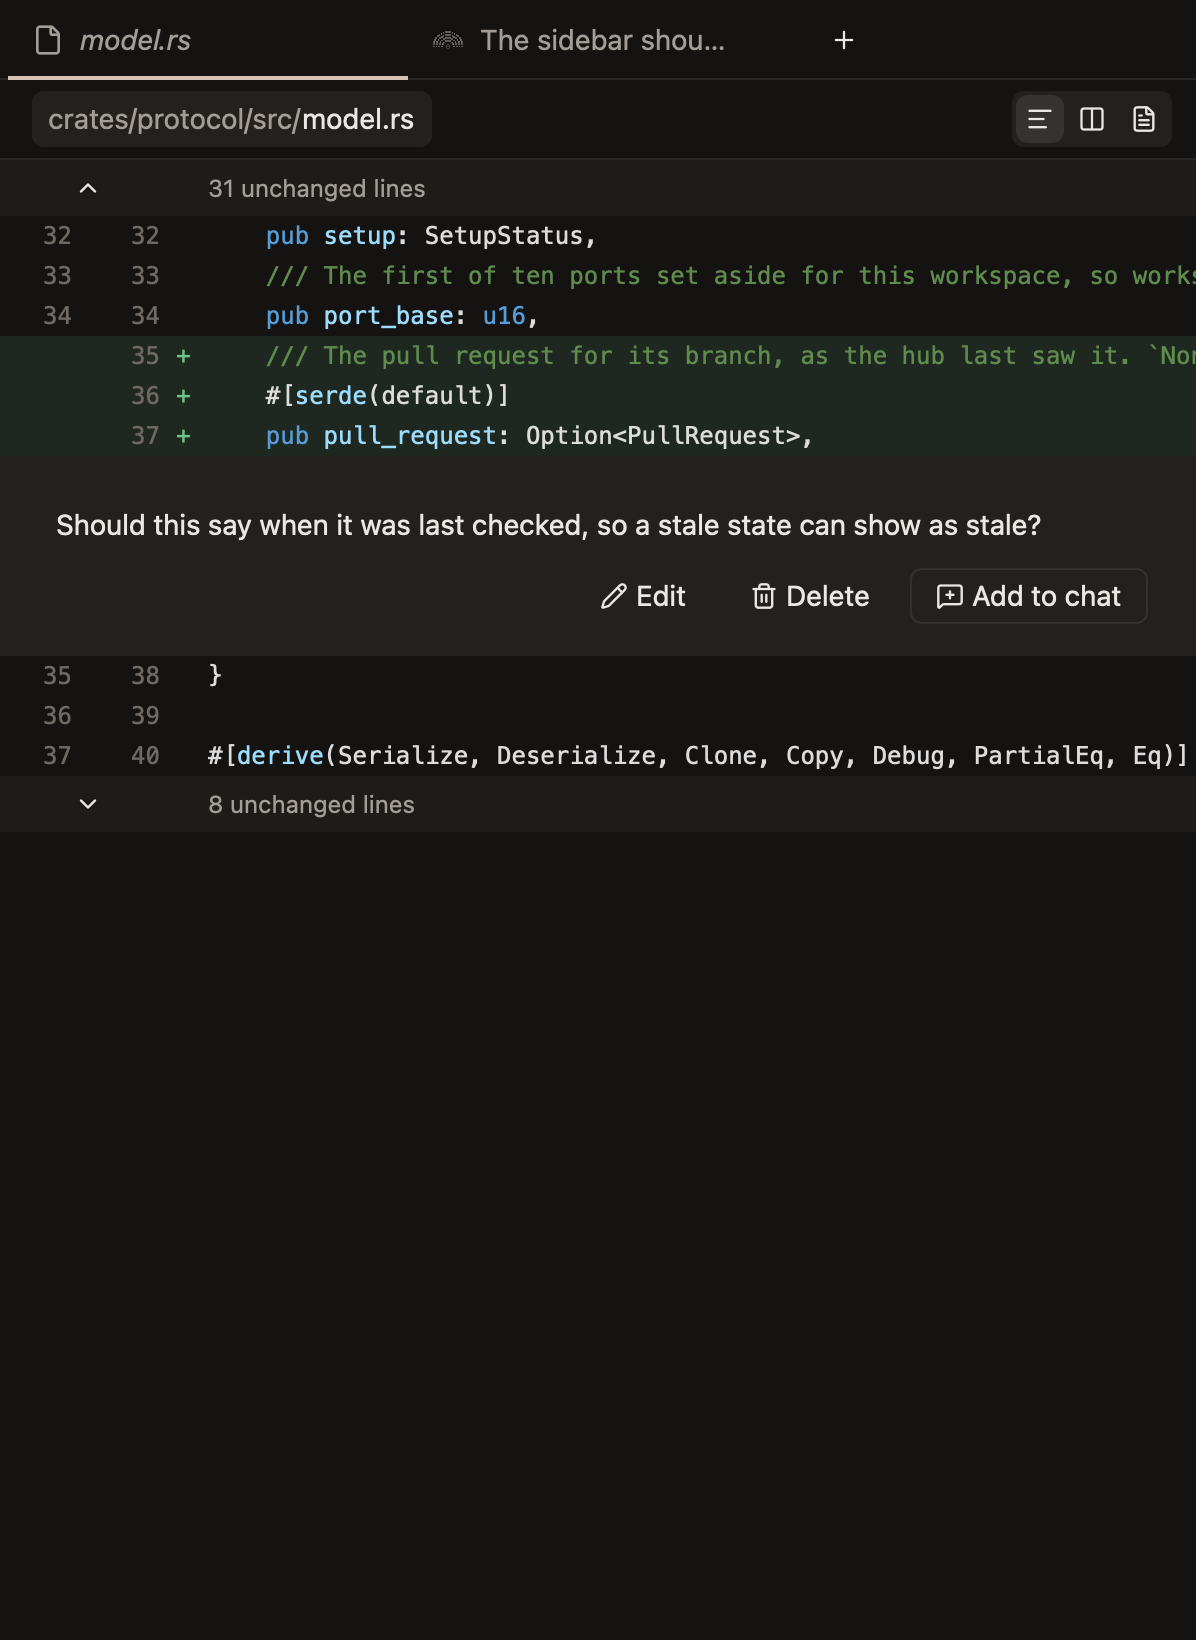 model.rs
The sidebar shou...
crates/protocol/src/model.rs
31 unchanged lines
32 32 pub setup: SetupStatus,
33 33 /// The first of ten ports set aside for this workspace, so works
34 34 pub port_base: u16,
35 + /// The pull request for its branch, as the hub last saw it. `Non
36 + #[serde(default)]
37 + pub pull_request: Option<PullRequest>,
Should this say when it was last checked, so a stale state can show as stale?
Edit Delete Add to chat
35 38 }
36 39
37 40 #[derive(Serialize, Deserialize, Clone, Copy, Debug, PartialEq, Eq)]
8 unchanged lines